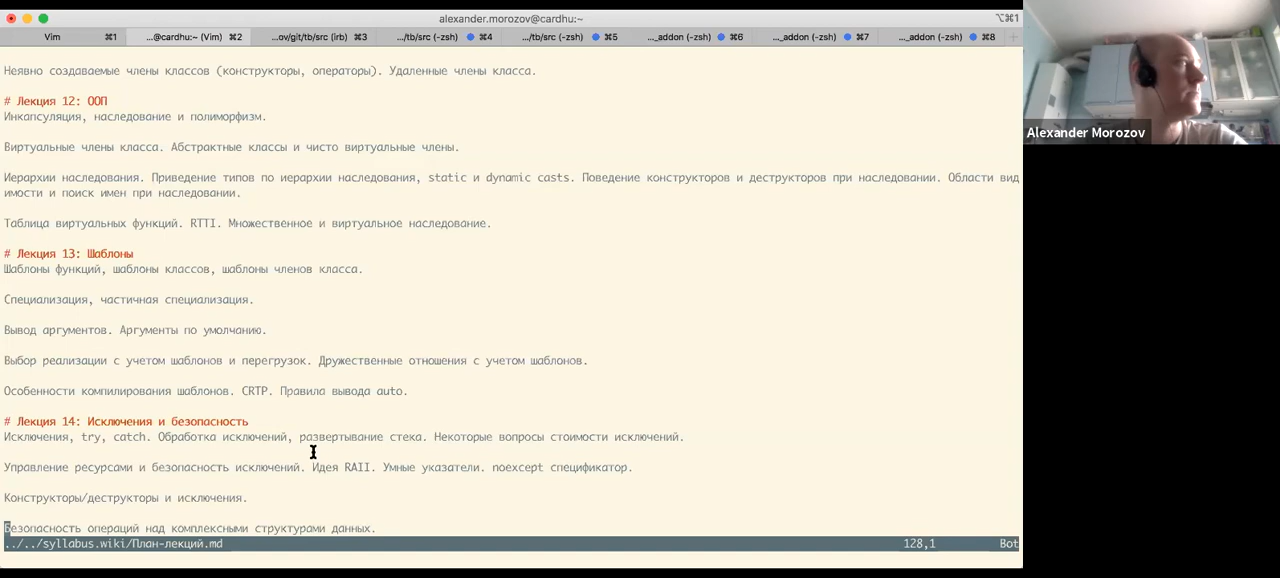 alexander.morozov@cardhu:~
⌥⌘1
Vim ⌘1 ...@cardhu:~ (Vim) ⌘2 ...ov/git/tb/src (irb) ⌘3 .../tb/src (-zsh) ⌘4 .../tb/src (-zsh) ⌘5 ..._addon (-zsh) ⌘6 ..._addon (-zsh) ⌘7 ..._addon (-zsh) ⌘8
Неявно создаваемые члены классов (конструкторы, операторы). Удаленные члены класса.
# Лекция 12: ООП
Инкапсуляция, наследование и полиморфизм.
Виртуальные члены класса. Абстрактные классы и чисто виртуальные члены.
Иерархии наследования. Приведение типов по иерархии наследования, static и dynamic casts. Поведение конструкторов и деструкторов при наследовании. Области вид
имости и поиск имен при наследовании.
Таблица виртуальных функций. RTTI. Множественное и виртуальное наследование.
# Лекция 13: Шаблоны
Шаблоны функций, шаблоны классов, шаблоны членов класса.
Специализация, частичная специализация.
Вывод аргументов. Аргументы по умолчанию.
Выбор реализации с учетом шаблонов и перегрузок. Дружественные отношения с учетом шаблонов.
Особенности компилирования шаблонов. CRTP. Правила вывода auto.
# Лекция 14: Исключения и безопасность
Исключения, try, catch. Обработка исключений, развертывание стека. Некоторые вопросы стоимости исключений.
Управление ресурсами и безопасность исключений. Идея RAII. Умные указатели. noexcept спецификатор.
Конструкторы/деструкторы и исключения.
Безопасность операций над комплексными структурами данных.
../../syllabus.wiki/План-лекций.md 128,1 Bot
Alexander Morozov